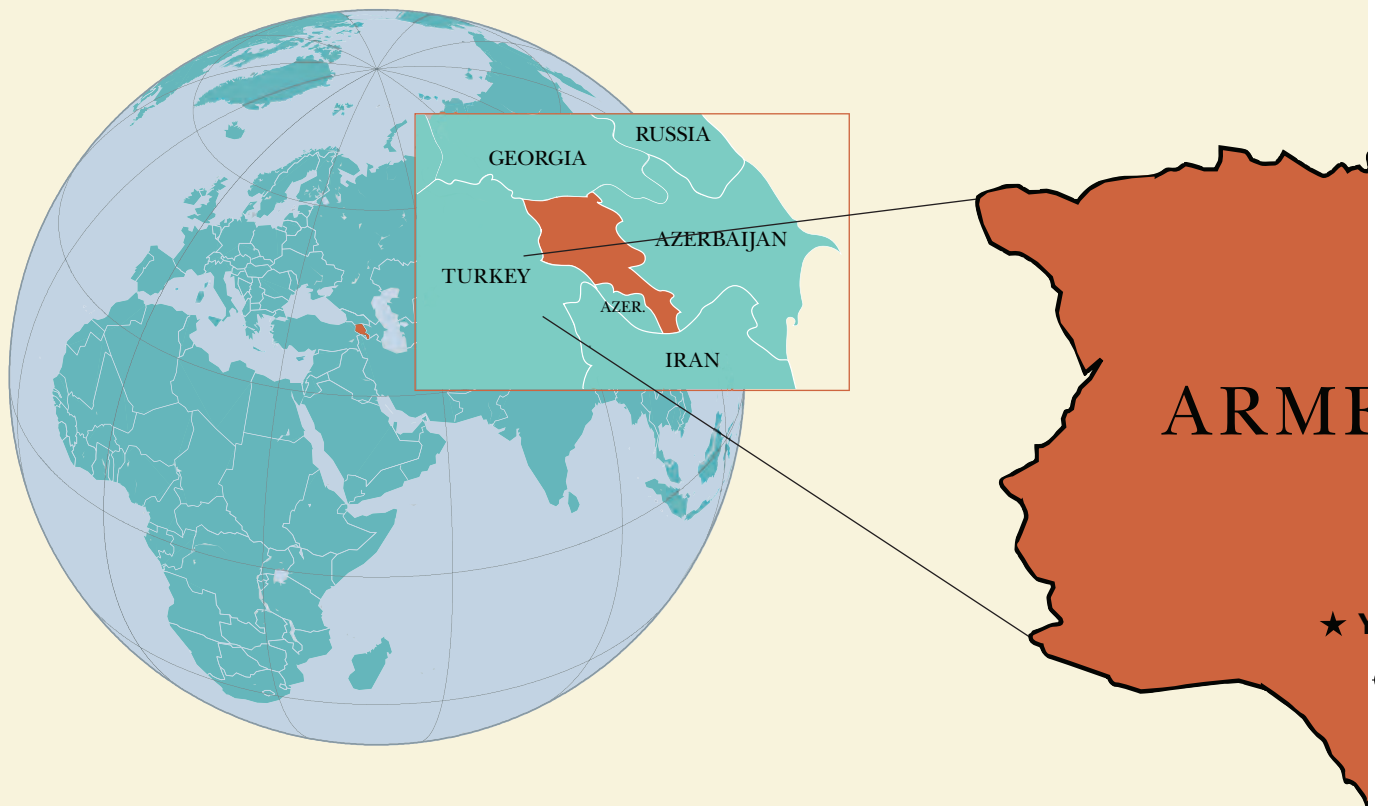 RUSSIA
GEORGIA
AZERBAIJAN
TURKEY
AZER.
IRAN
ARME
★ Y